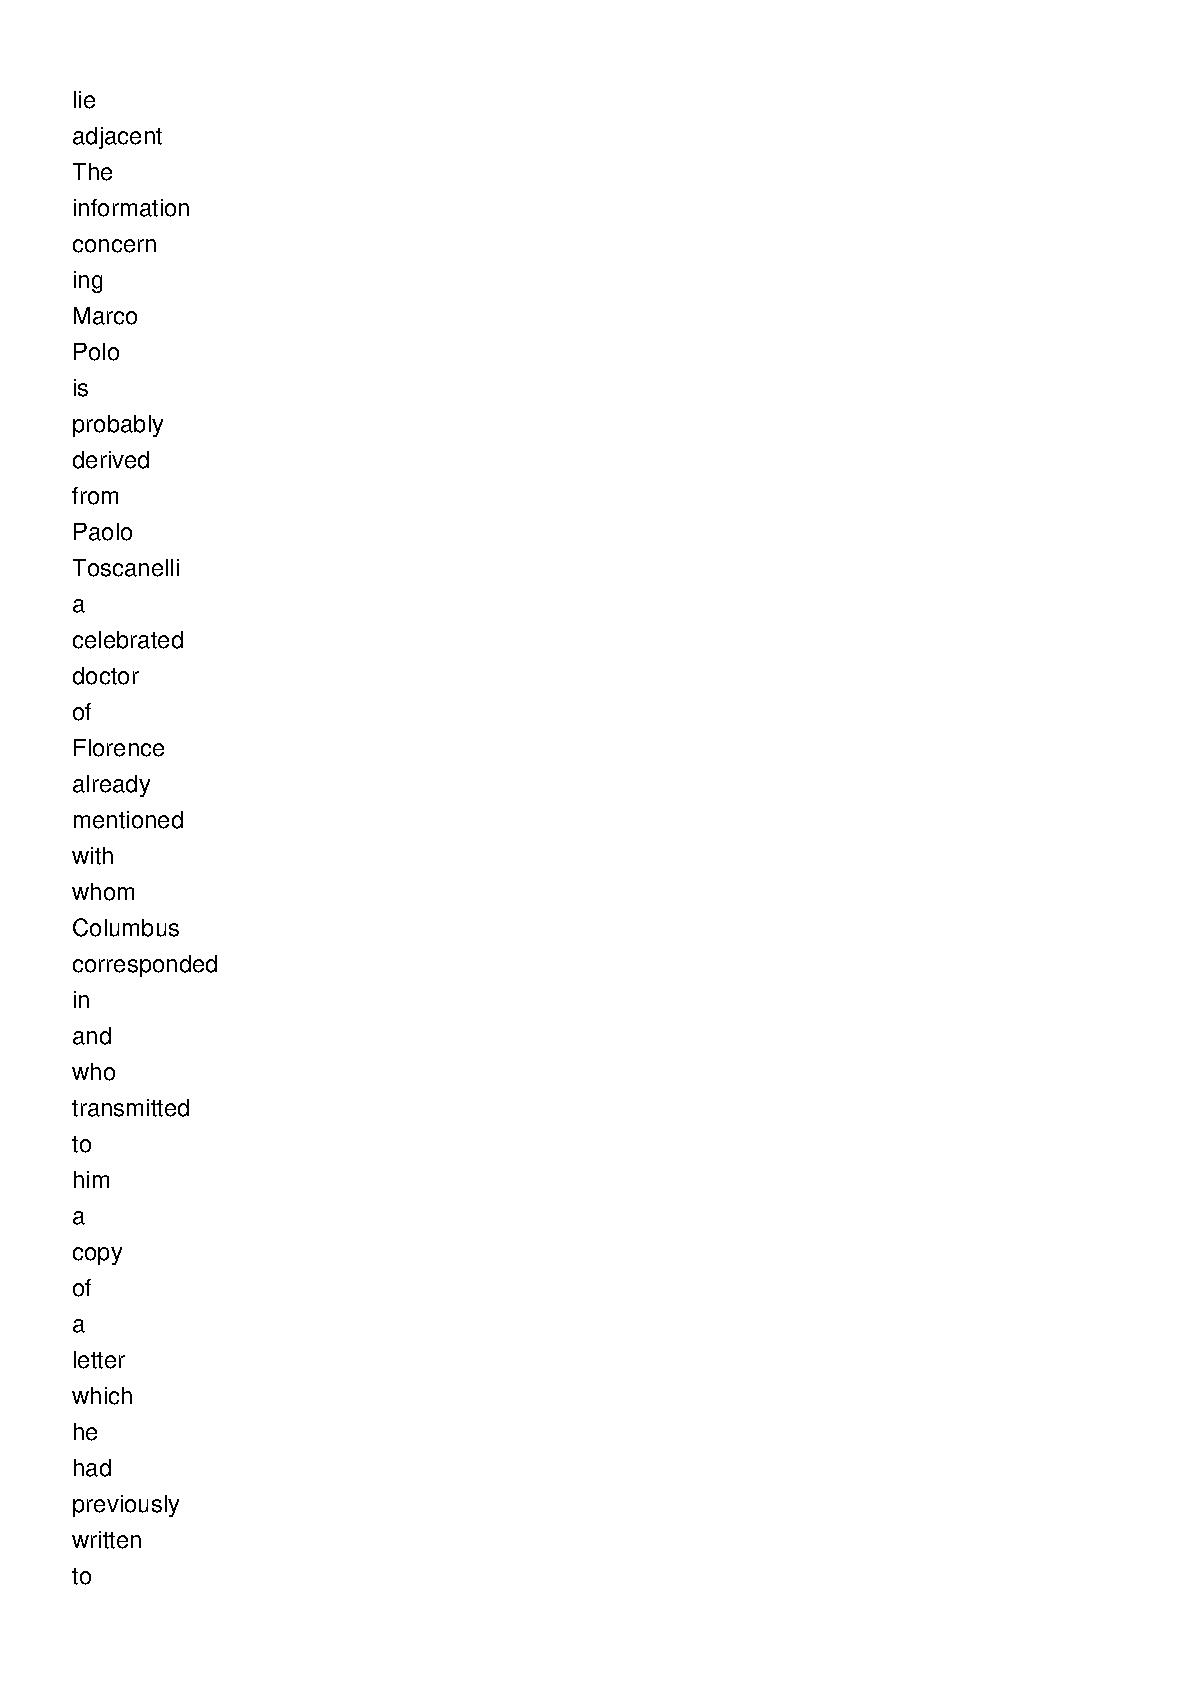 lie
adjacent
The
information
concern
ing
Marco
Polo
is
probably
derived
from
Paolo
Toscanelli
a
celebrated
doctor
of
Florence
already
mentioned
with
whom
Columbus
corresponded
in
and
who
transmitted
to
him
a
copy
of
a
letter
which
he
had
previously
written
to